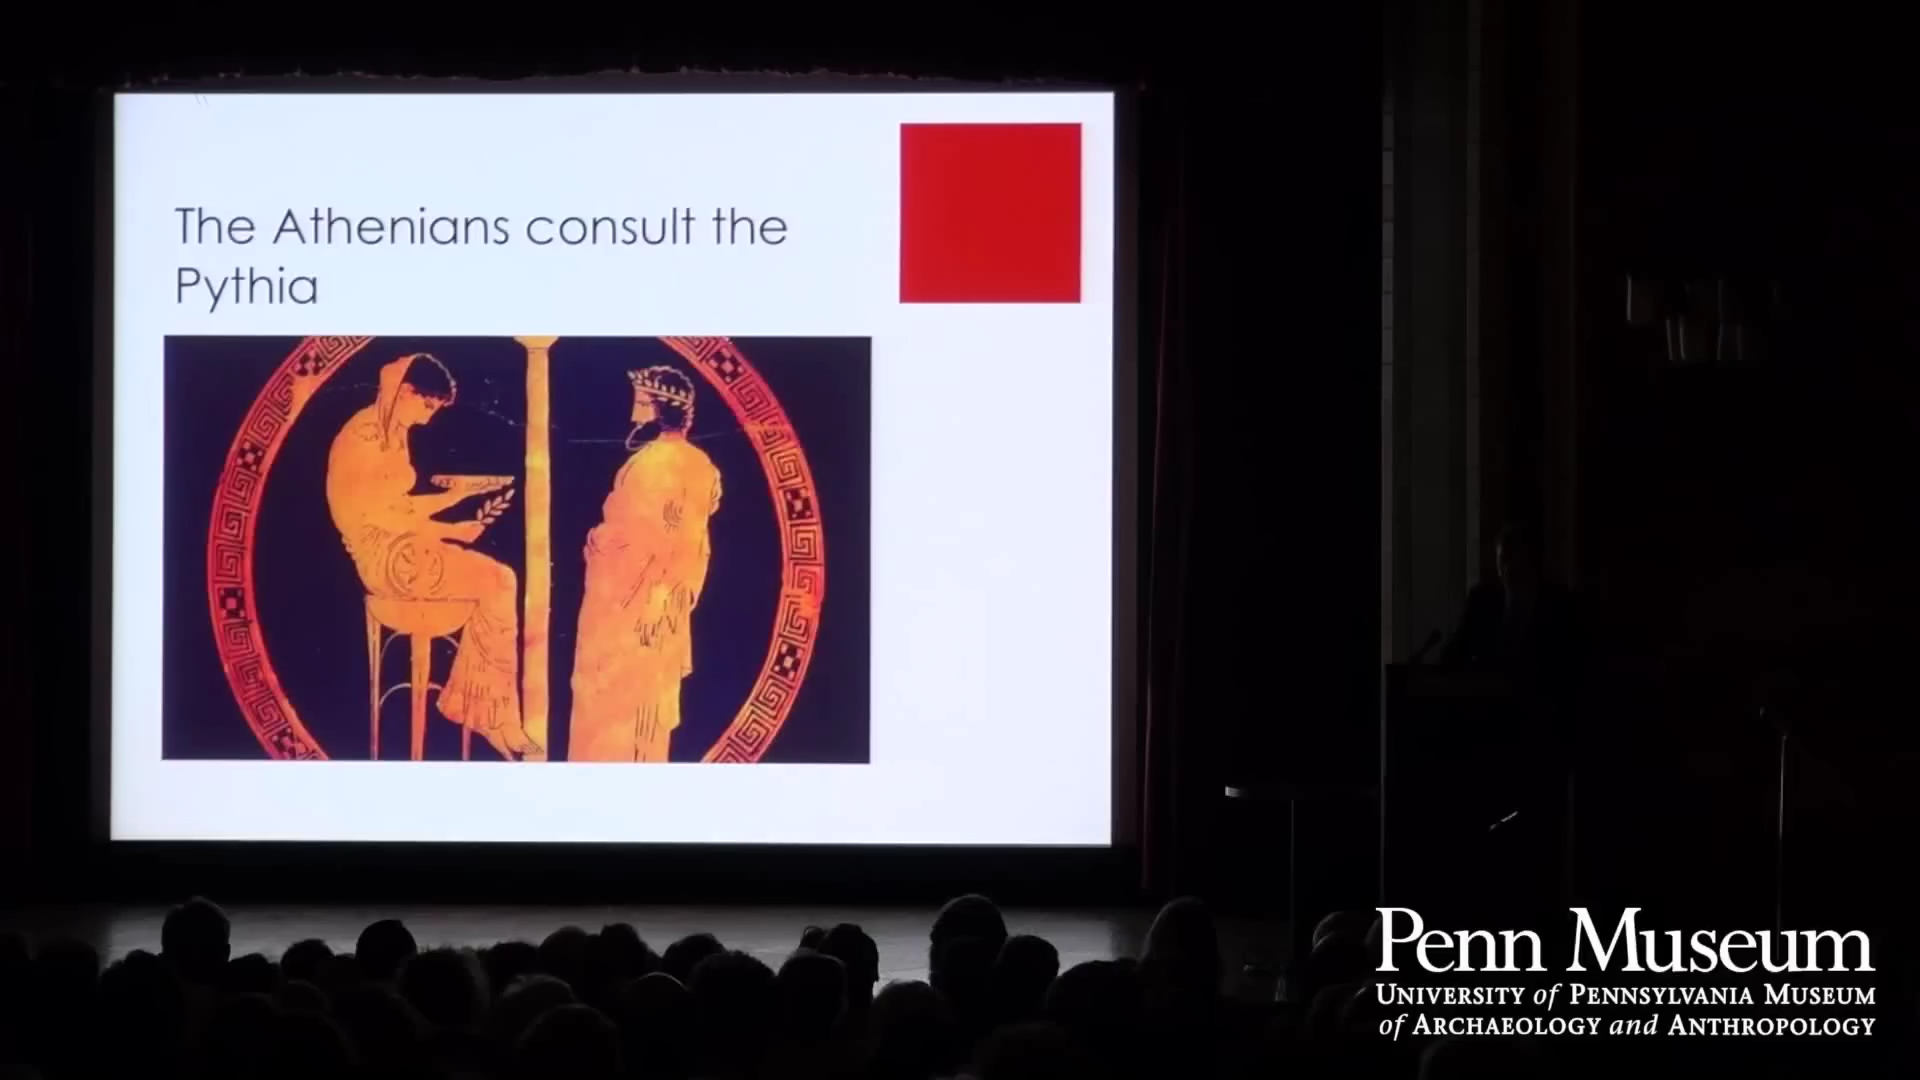 The Athenians consult the
Pythia
Penn Museum
UNIVERSITY of PENNSYLVANIA MUSEUM
of ARCHAEOLOGY and ANTHROPOLOGY